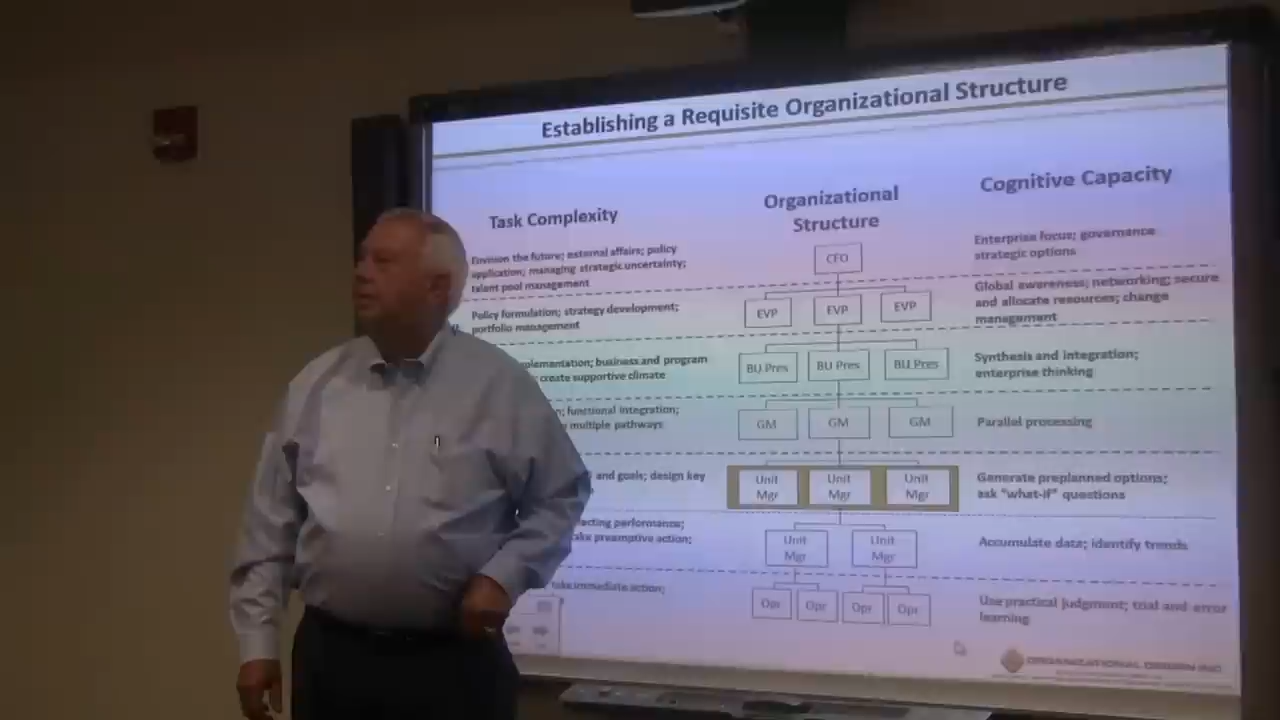 Establishing a Requisite Organizational Structure
Task Complexity
Organizational
Structure
Cognitive Capacity
Envision the future; external affairs; policy
application; managing strategic uncertainty;
talent pool management
CEO
Enterprise focus; governance
strategic options
Policy formulation; strategy development;
portfolio management
EVP EVP EVP
Global awareness; networking; secure
and allocate resources; change
management
business and program
create supportive climate
BU Pres BU Pres BU Pres
Synthesis and integration;
enterprise thinking
functional integration;
multiple pathways
GM GM GM
Parallel processing
and goals; design key
Unit
Mgr
Unit
Mgr
Unit
Mgr
Generate preplanned options;
ask "what-if" questions
performance;
preemptive action;
Unit
Mgr
Unit
Mgr
Accumulate data; identify trends
take immediate action;
Opr Opr Opr Opr
Use practical judgment; trial and error
learning
ORGANIZATIONAL DESIGN INC